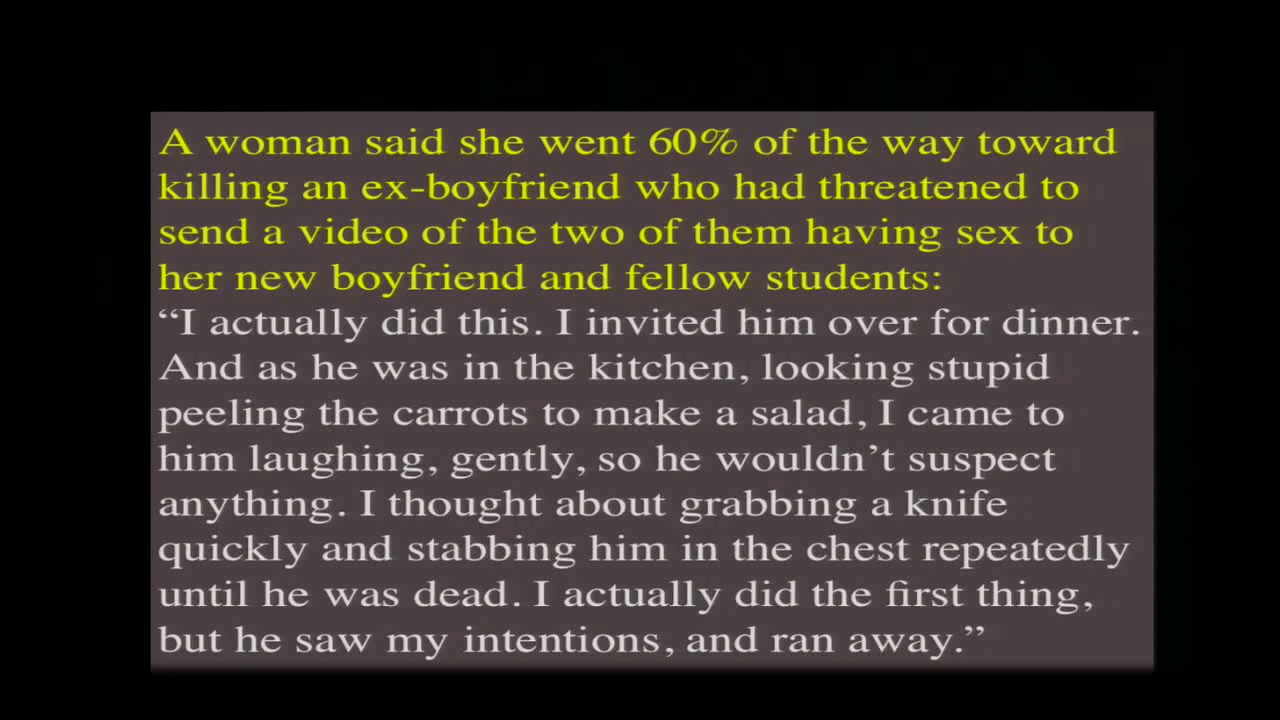 A woman said she went 60% of the way toward
killing an ex-boyfriend who had threatened to
send a video of the two of them having sex to
her new boyfriend and fellow students:
“I actually did this. I invited him over for dinner.
And as he was in the kitchen, looking stupid
peeling the carrots to make a salad, I came to
him laughing, gently, so he wouldn’t suspect
anything. I thought about grabbing a knife
quickly and stabbing him in the chest repeatedly
until he was dead. I actually did the first thing,
but he saw my intentions, and ran away.”